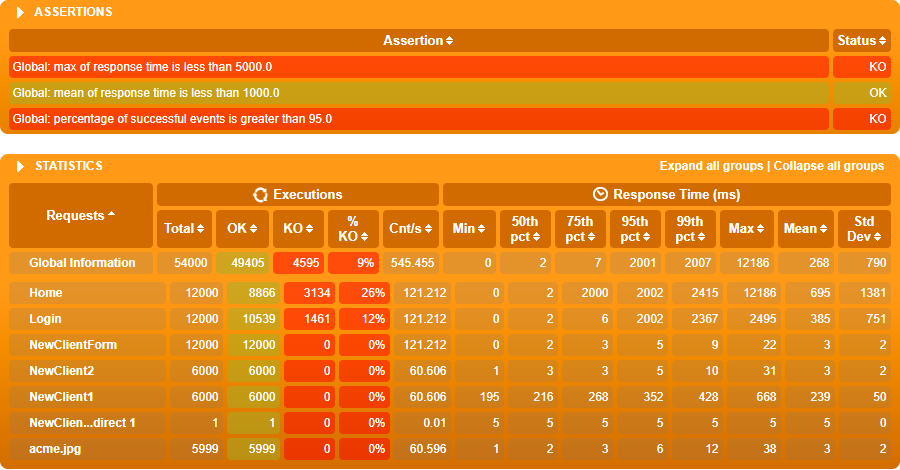 ASSERTIONS
Assertion Status
Global: max of response time is less than 5000.0 KO
Global: mean of response time is less than 1000.0 OK
Global: percentage of successful events is greater than 95.0 KO
STATISTICS Expand all groups | Collapse all groups
Requests Executions Response Time (ms)
Total OK KO % KO Cnt/s Min 50th pct 75th pct 95th pct 99th pct Max Mean Std Dev
Global Information 54000 49405 4595 9% 545.455 0 2 7 2001 2007 12186 268 790
Home 12000 8866 3134 26% 121.212 0 2 2000 2002 2415 12186 695 1381
Login 12000 10539 1461 12% 121.212 0 2 6 2002 2367 2495 385 751
NewClientForm 12000 12000 0 0% 121.212 0 2 3 5 9 22 3 2
NewClient2 6000 6000 0 0% 60.606 1 3 3 5 10 31 3 2
NewClient1 6000 6000 0 0% 60.606 195 216 268 352 428 668 239 50
NewClien...direct 1 1 1 0 0% 0.01 5 5 5 5 5 5 5 0
acme.jpg 5999 5999 0 0% 60.596 1 2 3 6 12 38 3 2